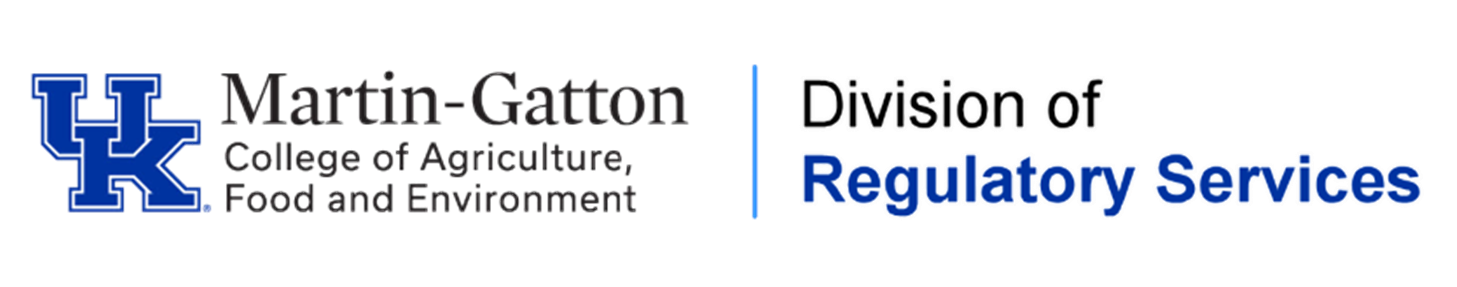 UK
Martin-Gatton
College of Agriculture,
Food and Environment
Division of
Regulatory Services